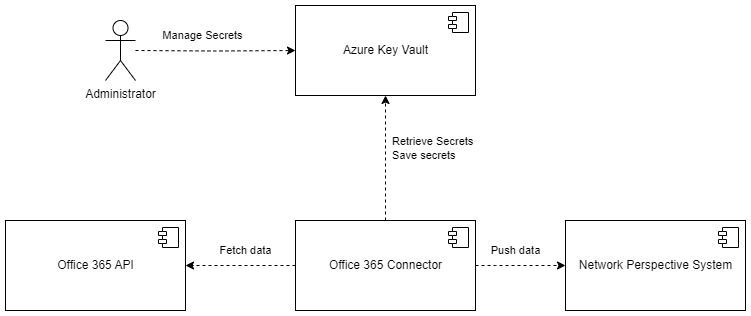 Manage Secrets
Azure Key Vault
Administrator
Retrieve Secrets
Save secrets
Fetch data
Push data
Office 365 API
Office 365 Connector
Network Perspective System